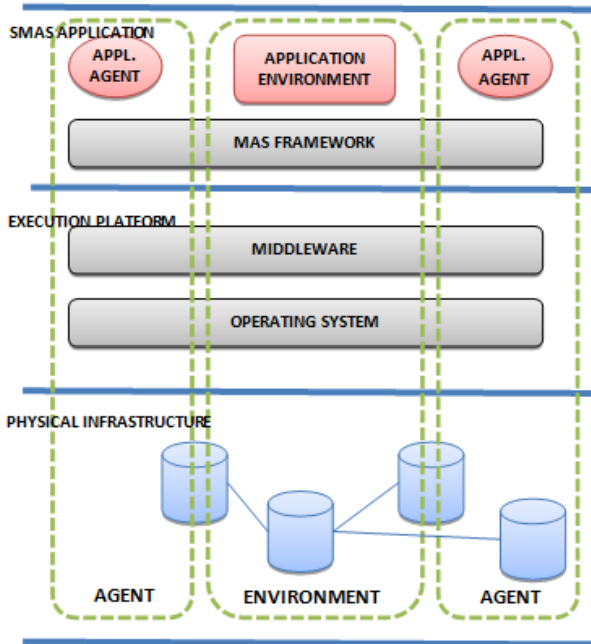 SMAS APPLICATION
APPL.
AGENT
APPLICATION
ENVIRONMENT
APPL.
AGENT
MAS FRAMEWORK
EXECUTION PLATFORM
MIDDLEWARE
OPERATING SYSTEM
PHYSICAL INFRASTRUCTURE
AGENT
ENVIRONMENT
AGENT